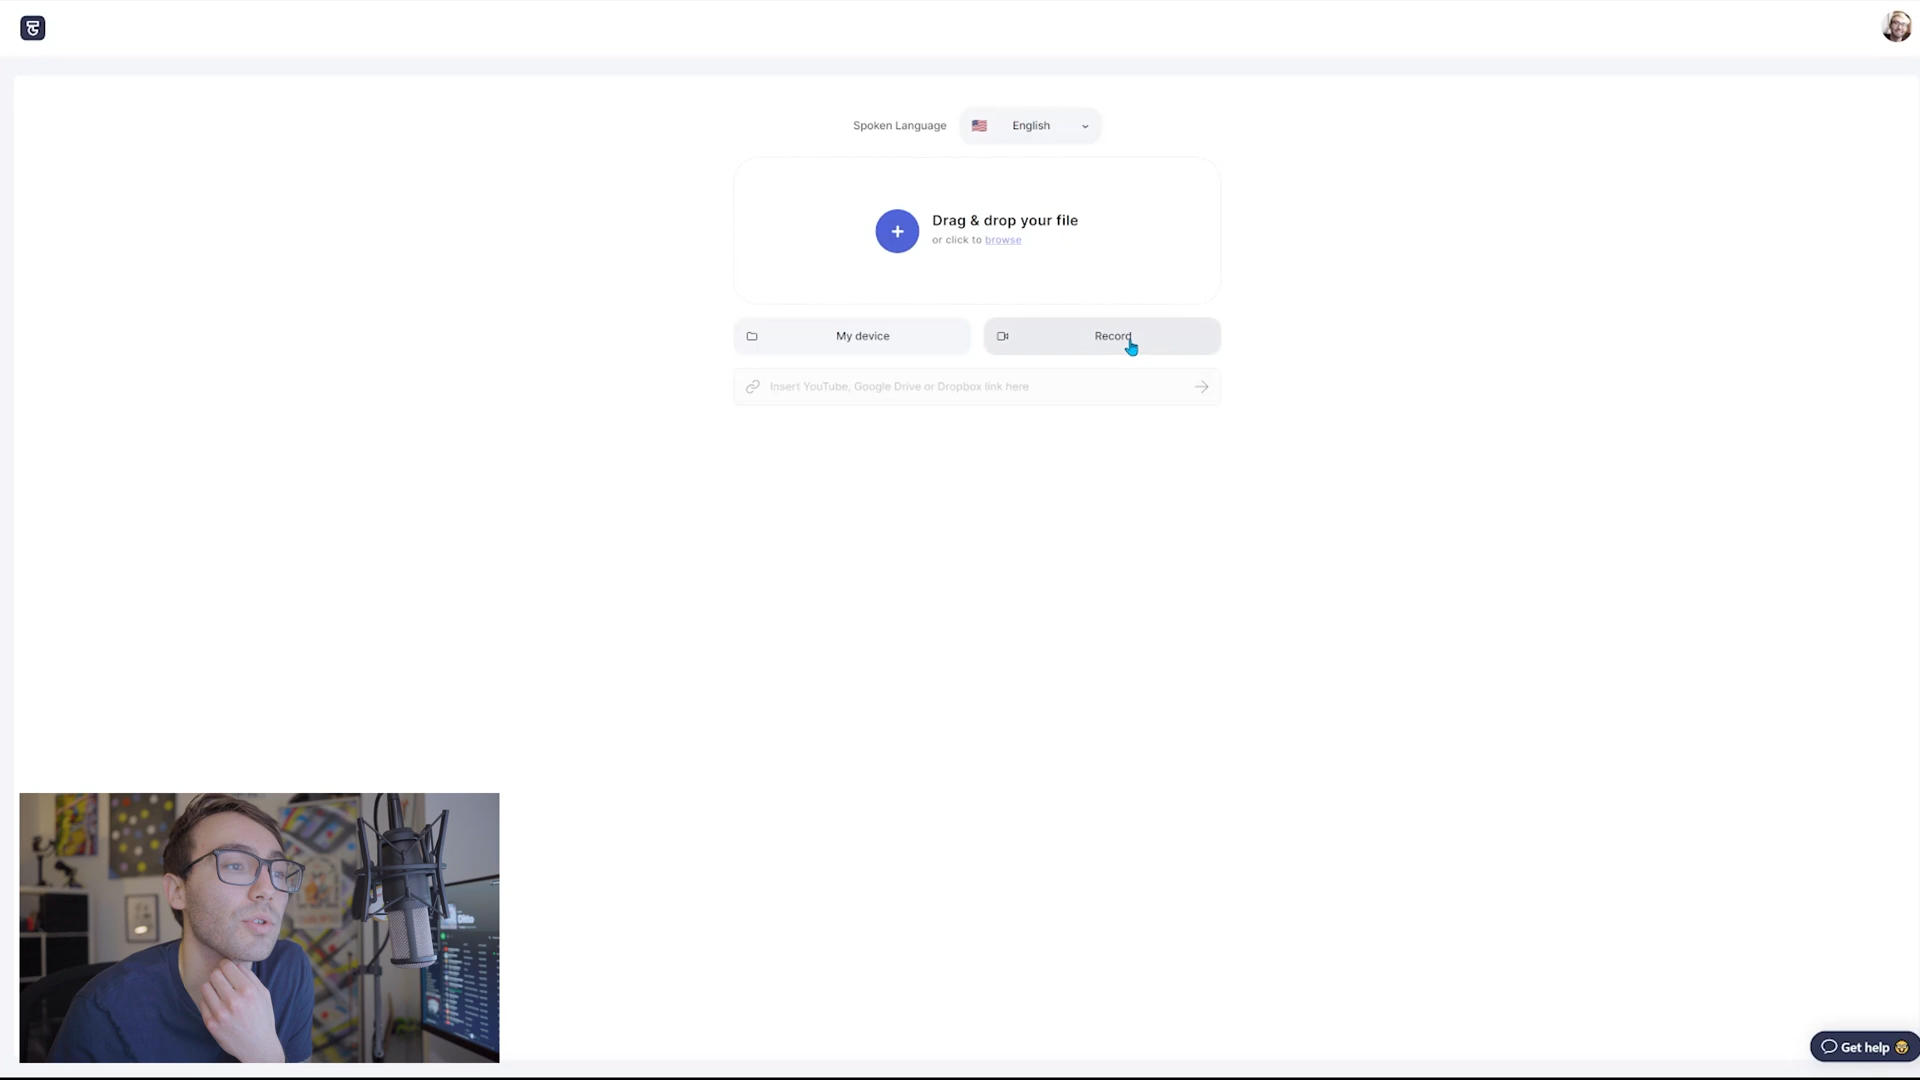 Spoken Language
English
Drag & drop your file
or click to browse
My device
Record
Insert YouTube, Google Drive or Dropbox link here
Ditto
Get help